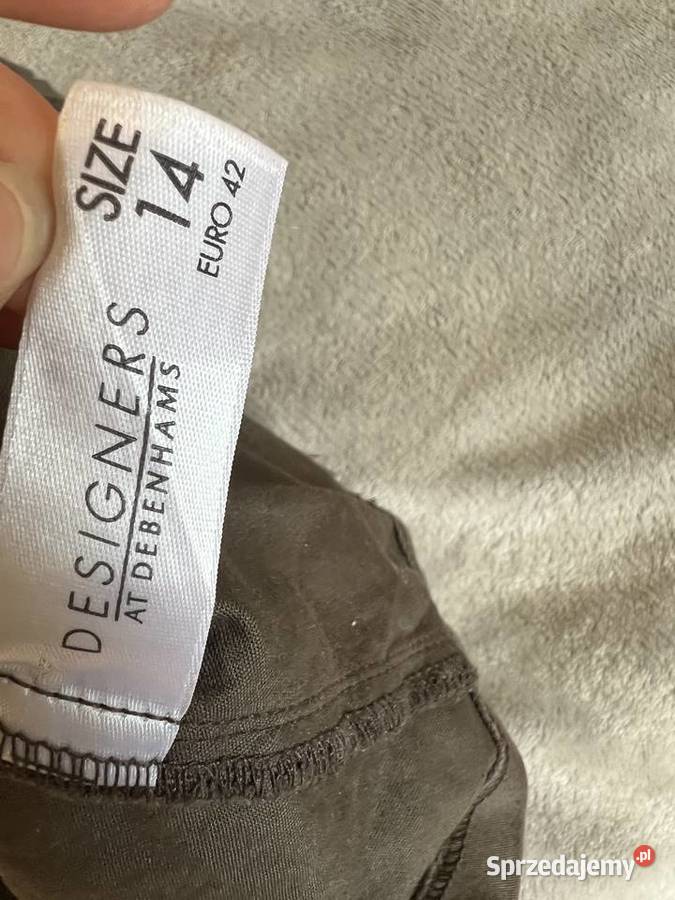 SIZE
14
EURO 42
DESIGNERS
AT DEBENHAMS
Sprzedajemy.pl